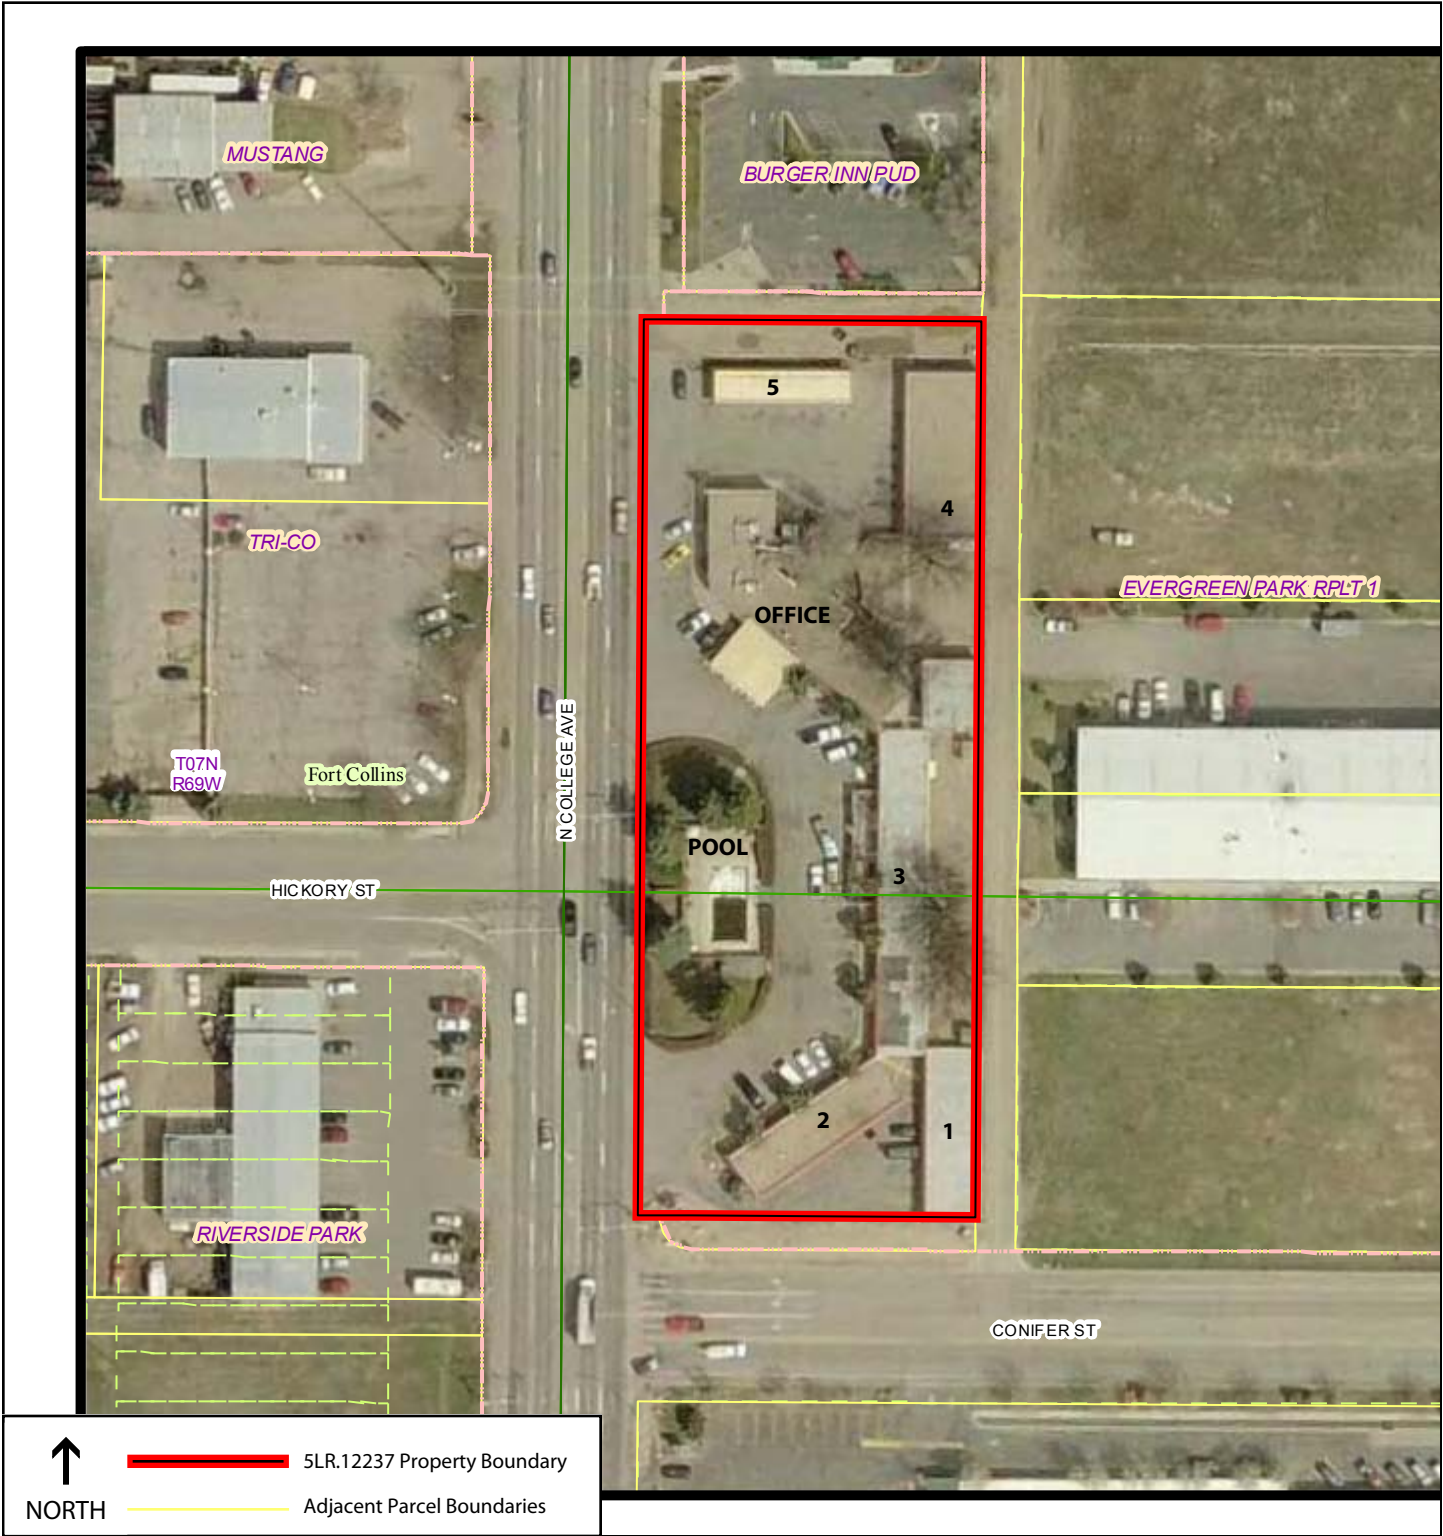 MUSTANG
BURGER INN PUD
5
4
TRI-CO
EVERGREEN PARK RPLT 1
OFFICE
N COLLEGE AVE
T07N
R69W
Fort Collins
POOL
3
HICKORY ST
2
1
RIVERSIDE PARK
CONIFER ST
NORTH
5LR.12237 Property Boundary
Adjacent Parcel Boundaries